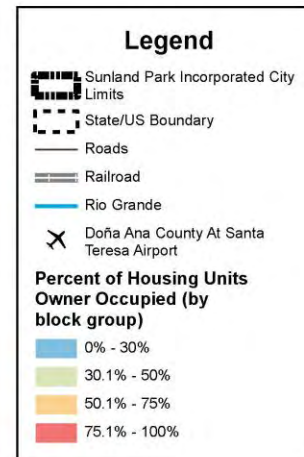 Legend
Sunland Park Incorporated City
Limits
State/US Boundary
Roads
Railroad
Rio Grande
Doña Ana County At Santa
Teresa Airport
Percent of Housing Units
Owner Occupied (by
block group)
0% - 30%
30.1% - 50%
50.1% - 75%
75.1% - 100%